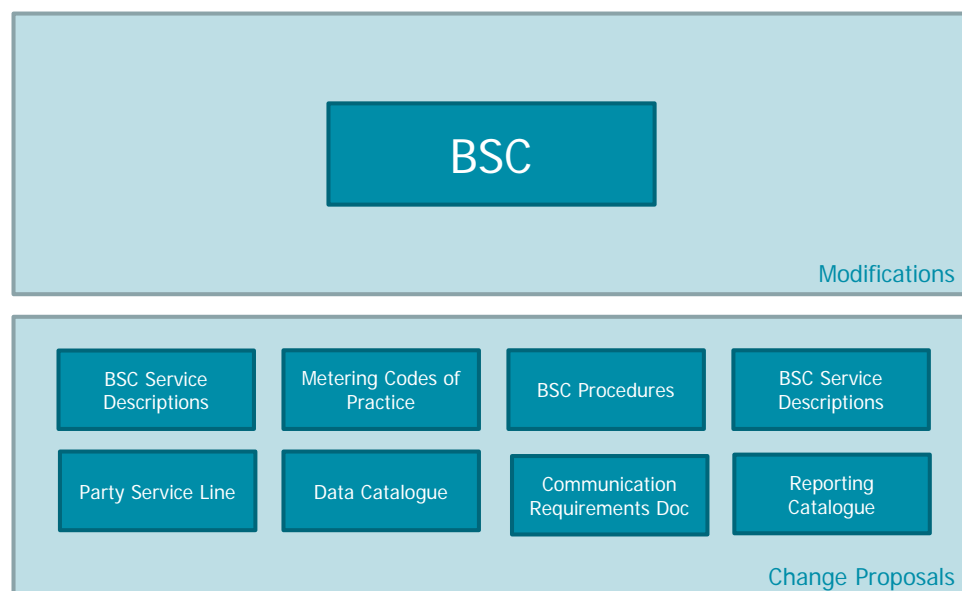 BSC
Modifications
BSC Service
Descriptions
Metering Codes of
Practice
BSC Procedures
BSC Service
Descriptions
Party Service Line
Data Catalogue
Communication
Requirements Doc
Reporting
Catalogue
Change Proposals